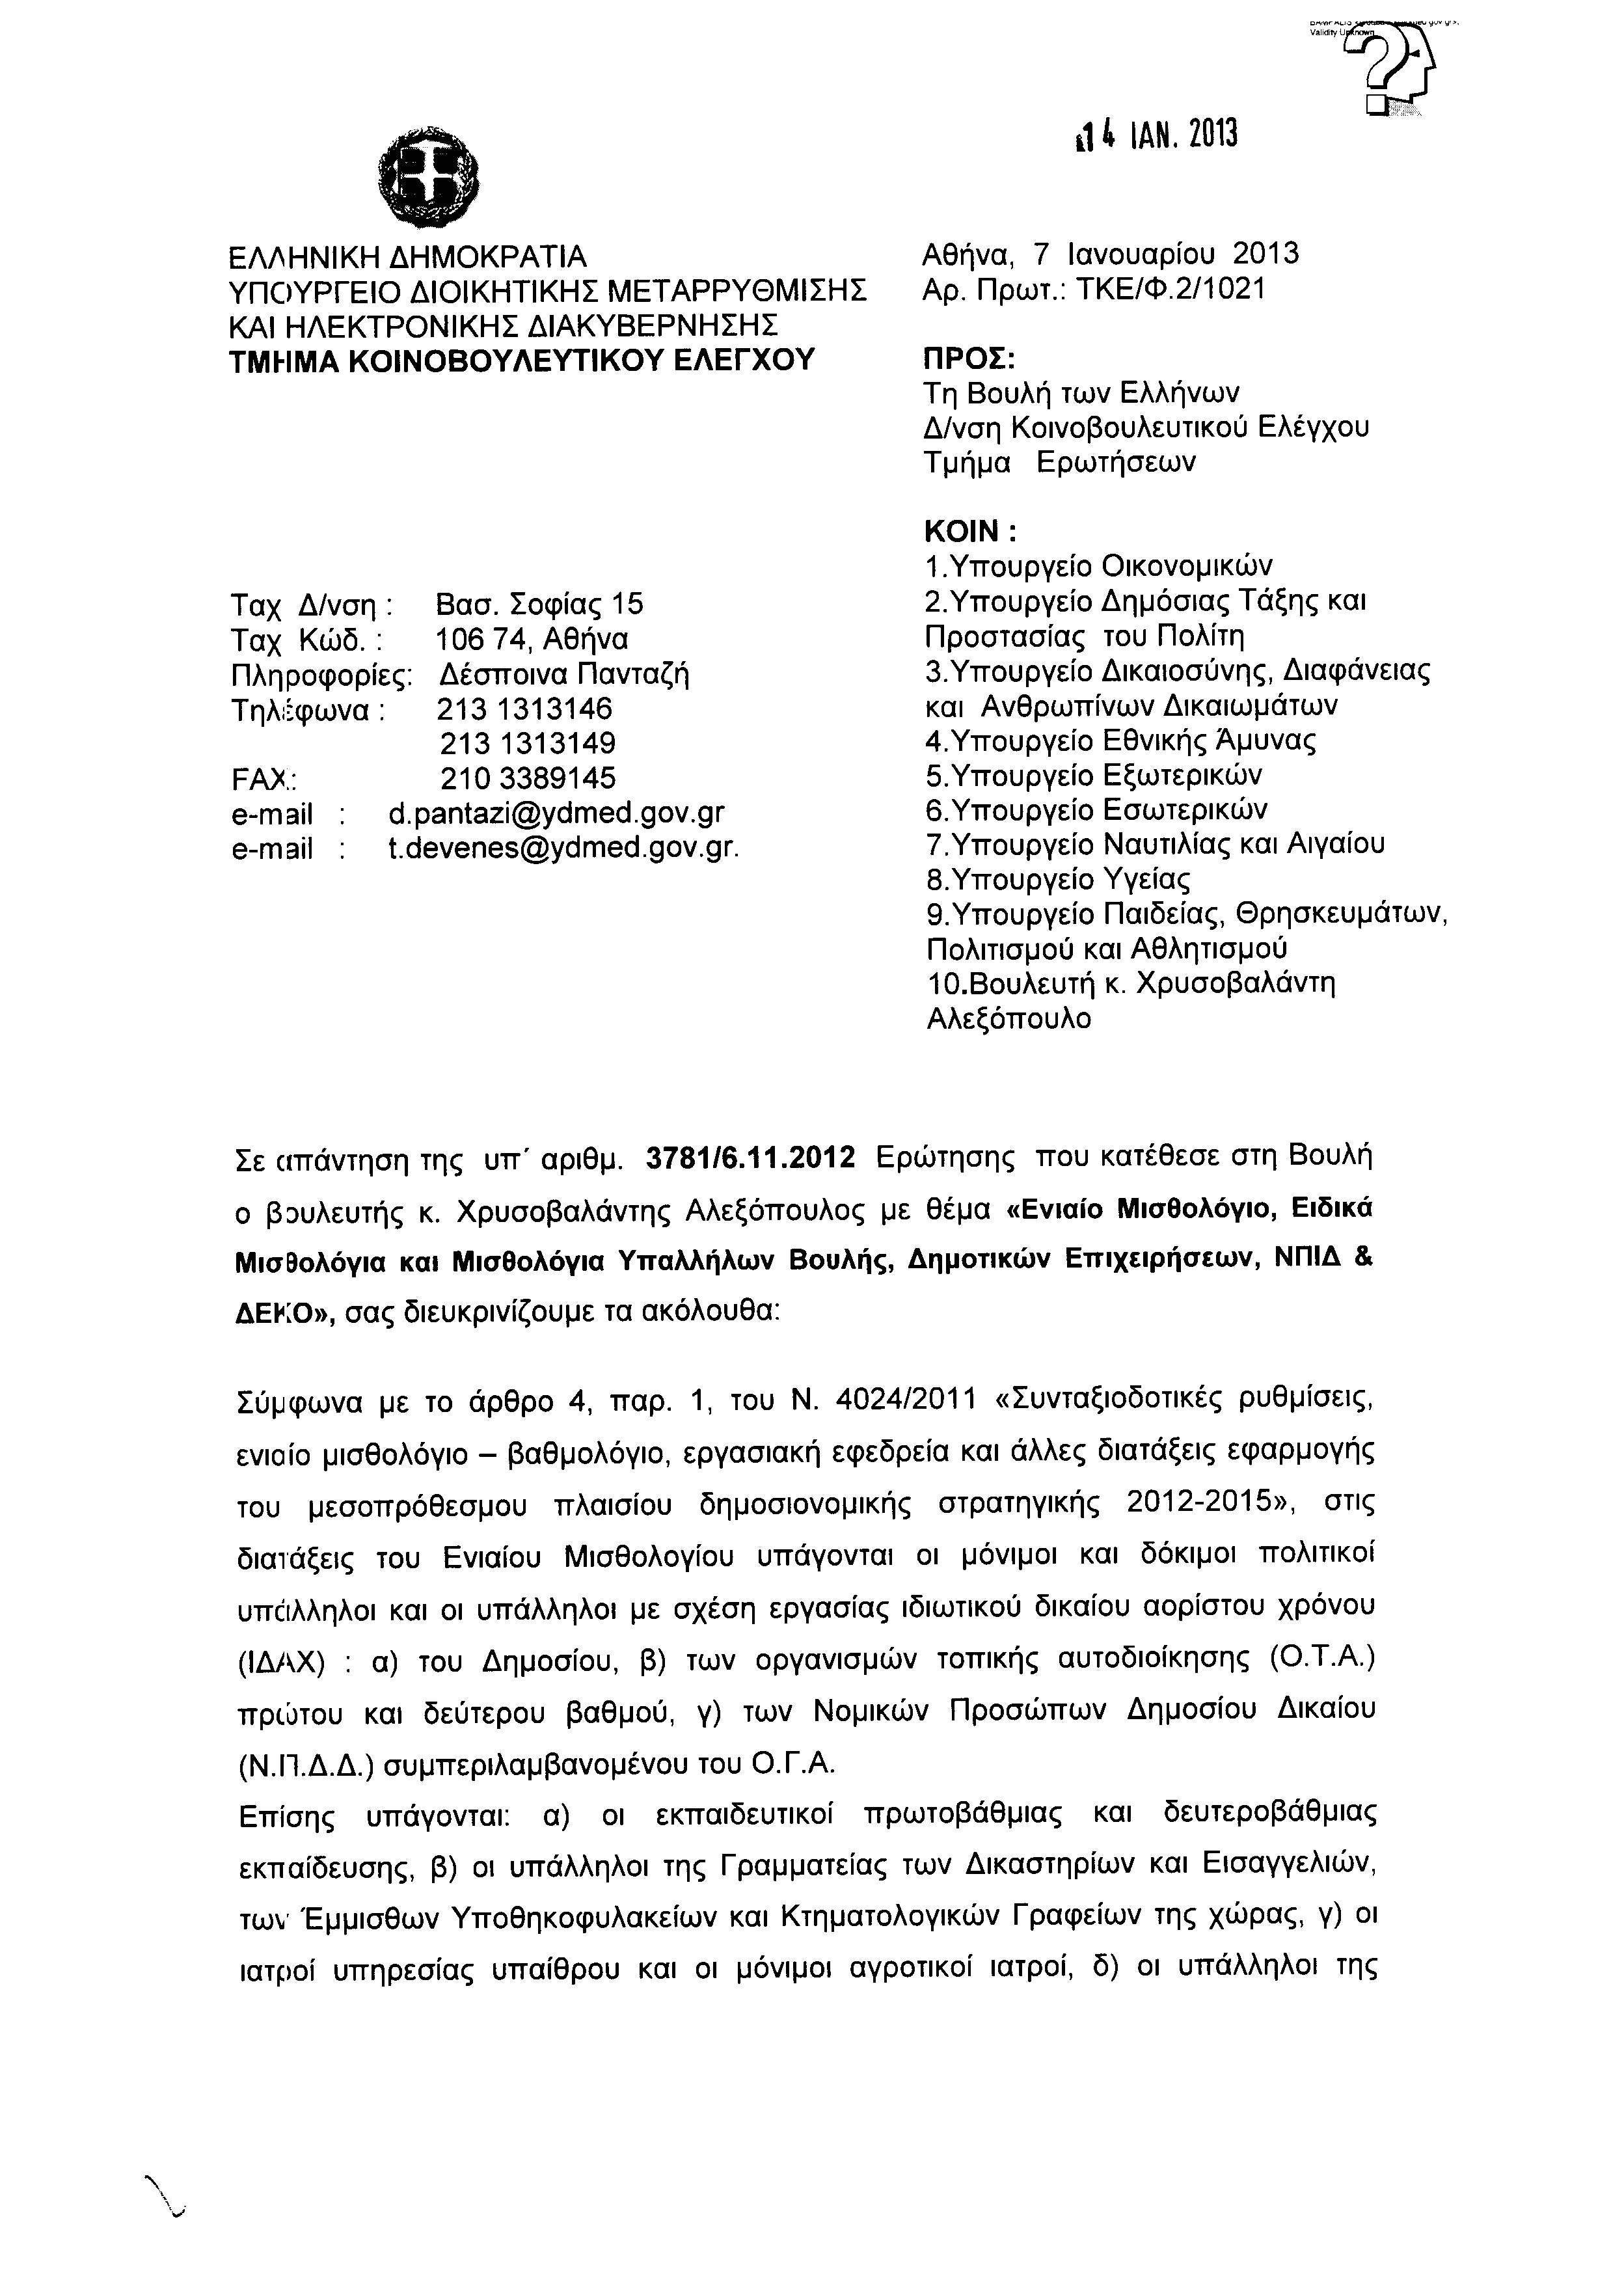 Validity Unknown
14 ΙΑΝ. 2013
ΕΛΛΗΝΙΚΗ ΔΗΜΟΚΡΑΤΙΑ
ΥΠΟΥΡΓΕΙΟ ΔΙΟΙΚΗΤΙΚΗΣ ΜΕΤΑΡΡΥΘΜΙΣΗΣ
ΚΑΙ ΗΛΕΚΤΡΟΝΙΚΗΣ ΔΙΑΚΥΒΕΡΝΗΣΗΣ
ΤΜΗΜΑ ΚΟΙΝΟΒΟΥΛΕΥΤΙΚΟΥ ΕΛΕΓΧΟΥ
Ταχ Δ/νση : Βασ. Σοφίας 15
Ταχ Κώδ. : 106 74, Αθήνα
Πληροφορίες: Δέσποινα Πανταζή
Τηλέφωνα : 213 1313146
213 1313149
FAX: 210 3389145
e-mail : d.pantazi@ydmed.gov.gr
e-mail : t.devenes@ydmed.gov.gr.
Αθήνα, 7 Ιανουαρίου 2013
Αρ. Πρωτ.: ΤΚΕ/Φ.2/1021
ΠΡΟΣ:
Τη Βουλή των Ελλήνων
Δ/νση Κοινοβουλευτικού Ελέγχου
Τμήμα Ερωτήσεων
ΚΟΙΝ :
1.Υπουργείο Οικονομικών
2.Υπουργείο Δημόσιας Τάξης και
Προστασίας του Πολίτη
3.Υπουργείο Δικαιοσύνης, Διαφάνειας
και Ανθρωπίνων Δικαιωμάτων
4.Υπουργείο Εθνικής Άμυνας
5.Υπουργείο Εξωτερικών
6.Υπουργείο Εσωτερικών
7.Υπουργείο Ναυτιλίας και Αιγαίου
8.Υπουργείο Υγείας
9.Υπουργείο Παιδείας, Θρησκευμάτων,
Πολιτισμού και Αθλητισμού
10.Βουλευτή κ. Χρυσοβαλάντη
Αλεξόπουλο
Σε απάντηση της υπ΄ αριθμ. 3781/6.11.2012 Ερώτησης που κατέθεσε στη Βουλή
ο βουλευτής κ. Χρυσοβαλάντης Αλεξόπουλος με θέμα «Ενιαίο Μισθολόγιο, Ειδικά
Μισθολόγια και Μισθολόγια Υπαλλήλων Βουλής, Δημοτικών Επιχειρήσεων, ΝΠΙΔ &
ΔΕΚΟ», σας διευκρινίζουμε τα ακόλουθα:
Σύμφωνα με το άρθρο 4, παρ. 1, του Ν. 4024/2011 «Συνταξιοδοτικές ρυθμίσεις,
ενιαίο μισθολόγιο – βαθμολόγιο, εργασιακή εφεδρεία και άλλες διατάξεις εφαρμογής
του μεσοπρόθεσμου πλαισίου δημοσιονομικής στρατηγικής 2012-2015», στις
διατάξεις του Ενιαίου Μισθολογίου υπάγονται οι μόνιμοι και δόκιμοι πολιτικοί
υπάλληλοι και οι υπάλληλοι με σχέση εργασίας ιδιωτικού δικαίου αορίστου χρόνου
(ΙΔΑΧ) : α) του Δημοσίου, β) των οργανισμών τοπικής αυτοδιοίκησης (Ο.Τ.Α.)
πρώτου και δεύτερου βαθμού, γ) των Νομικών Προσώπων Δημοσίου Δικαίου
(Ν.Π.Δ.Δ.) συμπεριλαμβανομένου του Ο.Γ.Α.
Επίσης υπάγονται: α) οι εκπαιδευτικοί πρωτοβάθμιας και δευτεροβάθμιας
εκπαίδευσης, β) οι υπάλληλοι της Γραμματείας των Δικαστηρίων και Εισαγγελιών,
των Έμμισθων Υποθηκοφυλακείων και Κτηματολογικών Γραφείων της χώρας, γ) οι
ιατροί υπηρεσίας υπαίθρου και οι μόνιμοι αγροτικοί ιατροί, δ) οι υπάλληλοι της